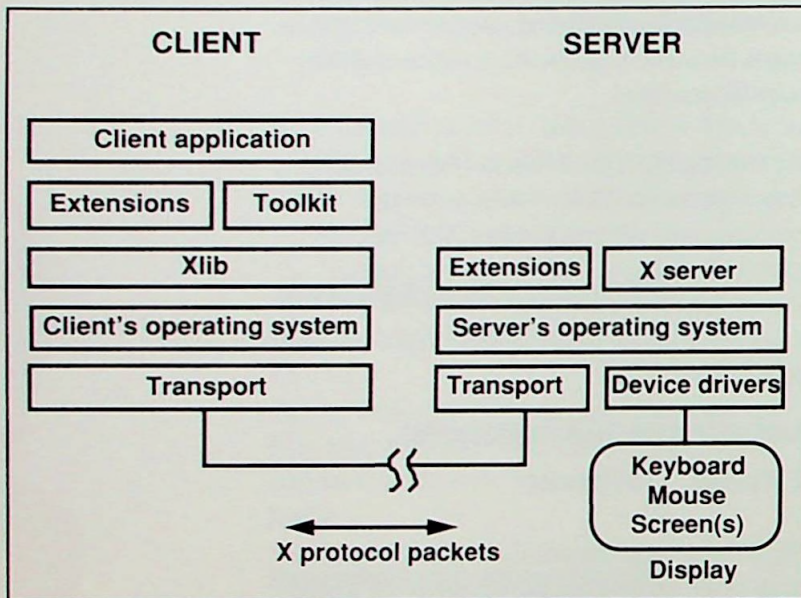 CLIENT
SERVER
Client application
Extensions
Toolkit
Xlib
Client's operating system
Transport
Extensions
X server
Server's operating system
Transport
Device drivers
Keyboard
Mouse
Screen(s)
Display
X protocol packets